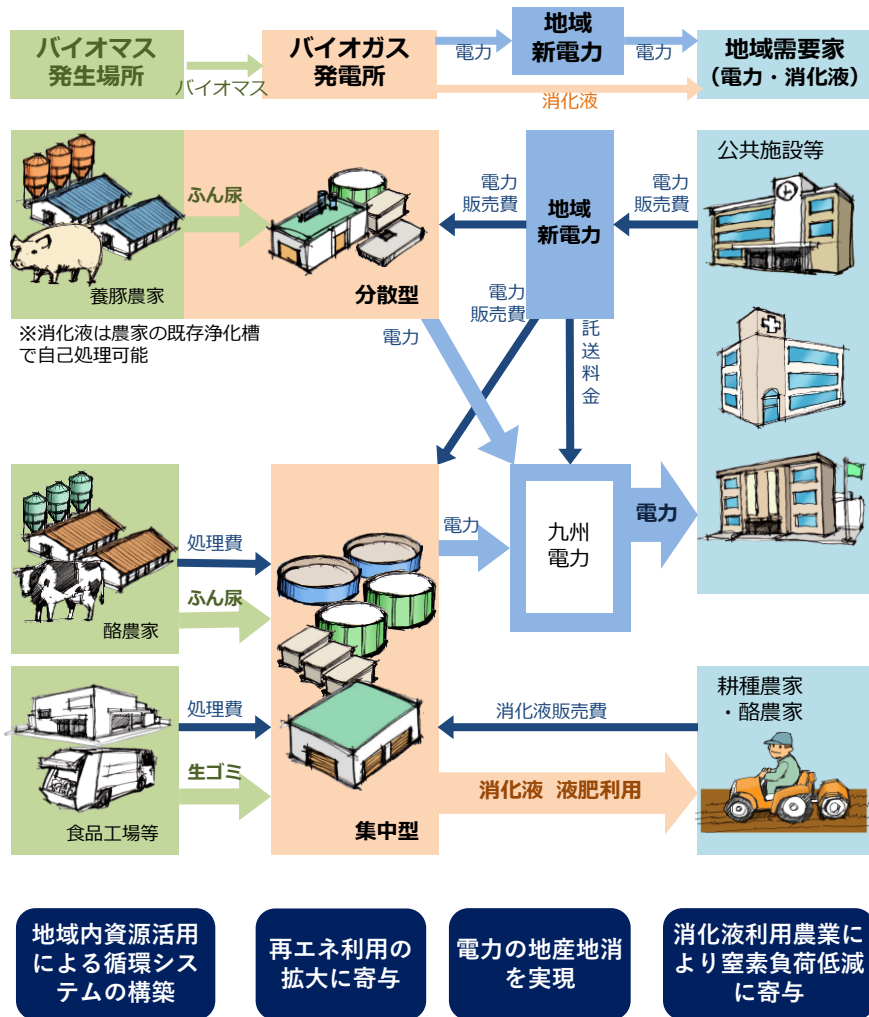 バイオマス
発生場所
バイオマス
バイオガス
発電所
電力
地域
新電力
電力
消化液
地域需要家
（電力・消化液）
ふん尿
養豚農家
分散型
※消化液は農家の既存浄化槽
で自己処理可能
電力
販売費
地域
新電力
電力
販売費
公共施設等
電力
販売費
託送料金
電力
処理費
ふん尿
酪農家
電力
九州
電力
電力
処理費
生ゴミ
食品工場等
集中型
消化液販売費
消化液 液肥利用
耕種農家
・酪農家
地域内資源活用
による循環シス
テムの構築
再エネ利用の
拡大に寄与
電力の地産地消
を実現
消化液利用農業に
より窒素負荷低減
に寄与